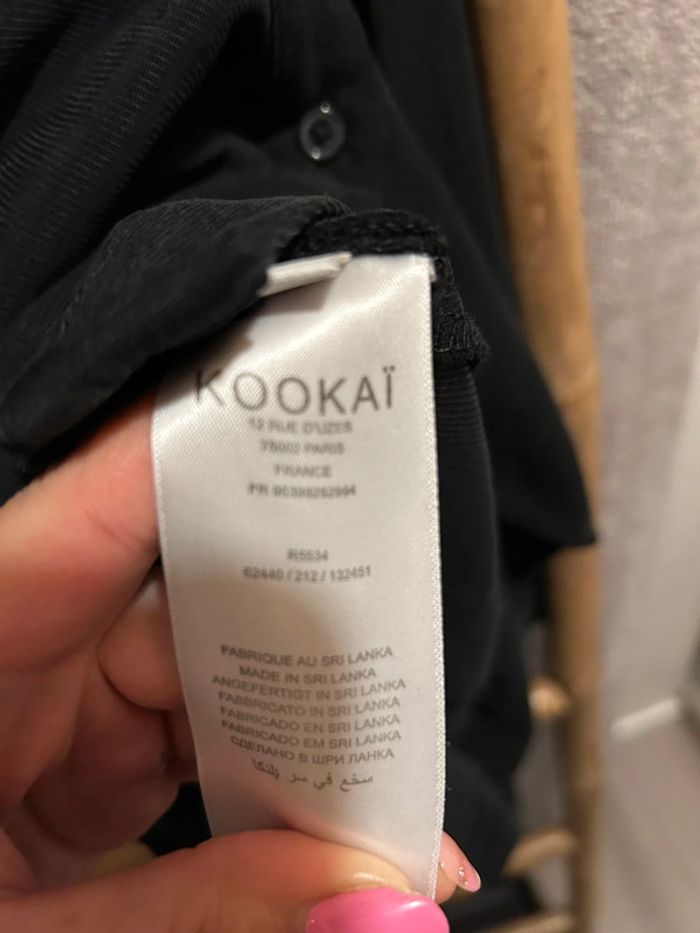 KOOKAÏ
12 RUE D'UZES
75002 PARIS
FRANCE
FR
R5534
62440 / 212 / 132451
FABRIQUE AU SRI LANKA
MADE IN SRI LANKA
ANGEFERTIGT IN SRI LANKA
FABBRICATO IN SRI LANKA
FABRICADO EN SRI LANKA
FABRICADO EM SRI LANKA
СДЕЛАНО В ШРИ ЛАНКА
في سر